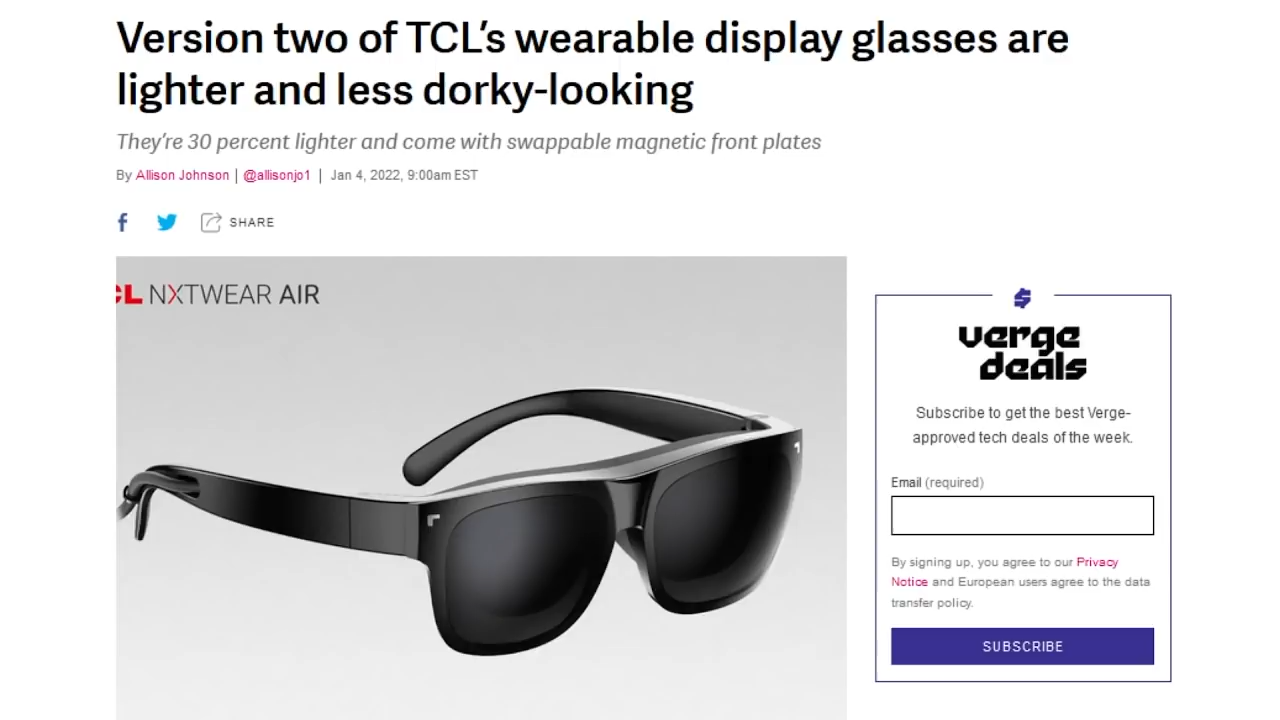 Version two of TCL’s wearable display glasses are
lighter and less dorky-looking
They’re 30 percent lighter and come with swappable magnetic front plates
By Allison Johnson | @allisonjo1 | Jan 4, 2022, 9:00am EST
SHARE
CL NXTWEAR AIR
verge
deals
Subscribe to get the best Verge-
approved tech deals of the week.
Email (required)
By signing up, you agree to our Privacy
Notice and European users agree to the data
transfer policy.
SUBSCRIBE